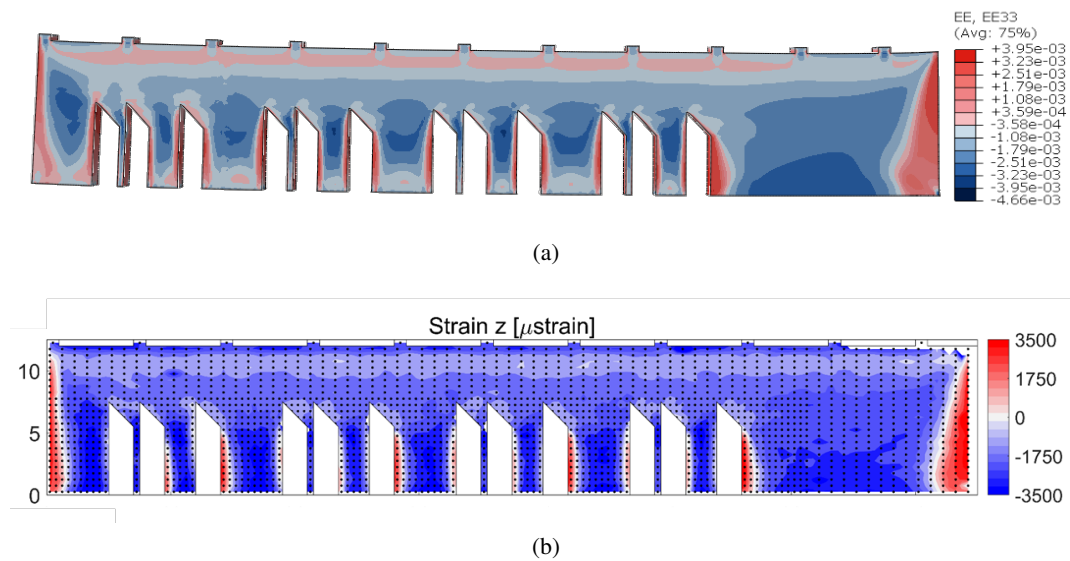 EE, EE33
(Avg: 75%)
+3.95e-03
+3.23e-03
+2.51e-03
+1.79e-03
+1.08e-03
+3.59e-04
-3.58e-04
-1.08e-03
-1.79e-03
-2.51e-03
-3.23e-03
-3.95e-03
-4.66e-03
(a)
Strain z [μstrain]
10
5
0
3500
1750
0
-1750
-3500
(b)